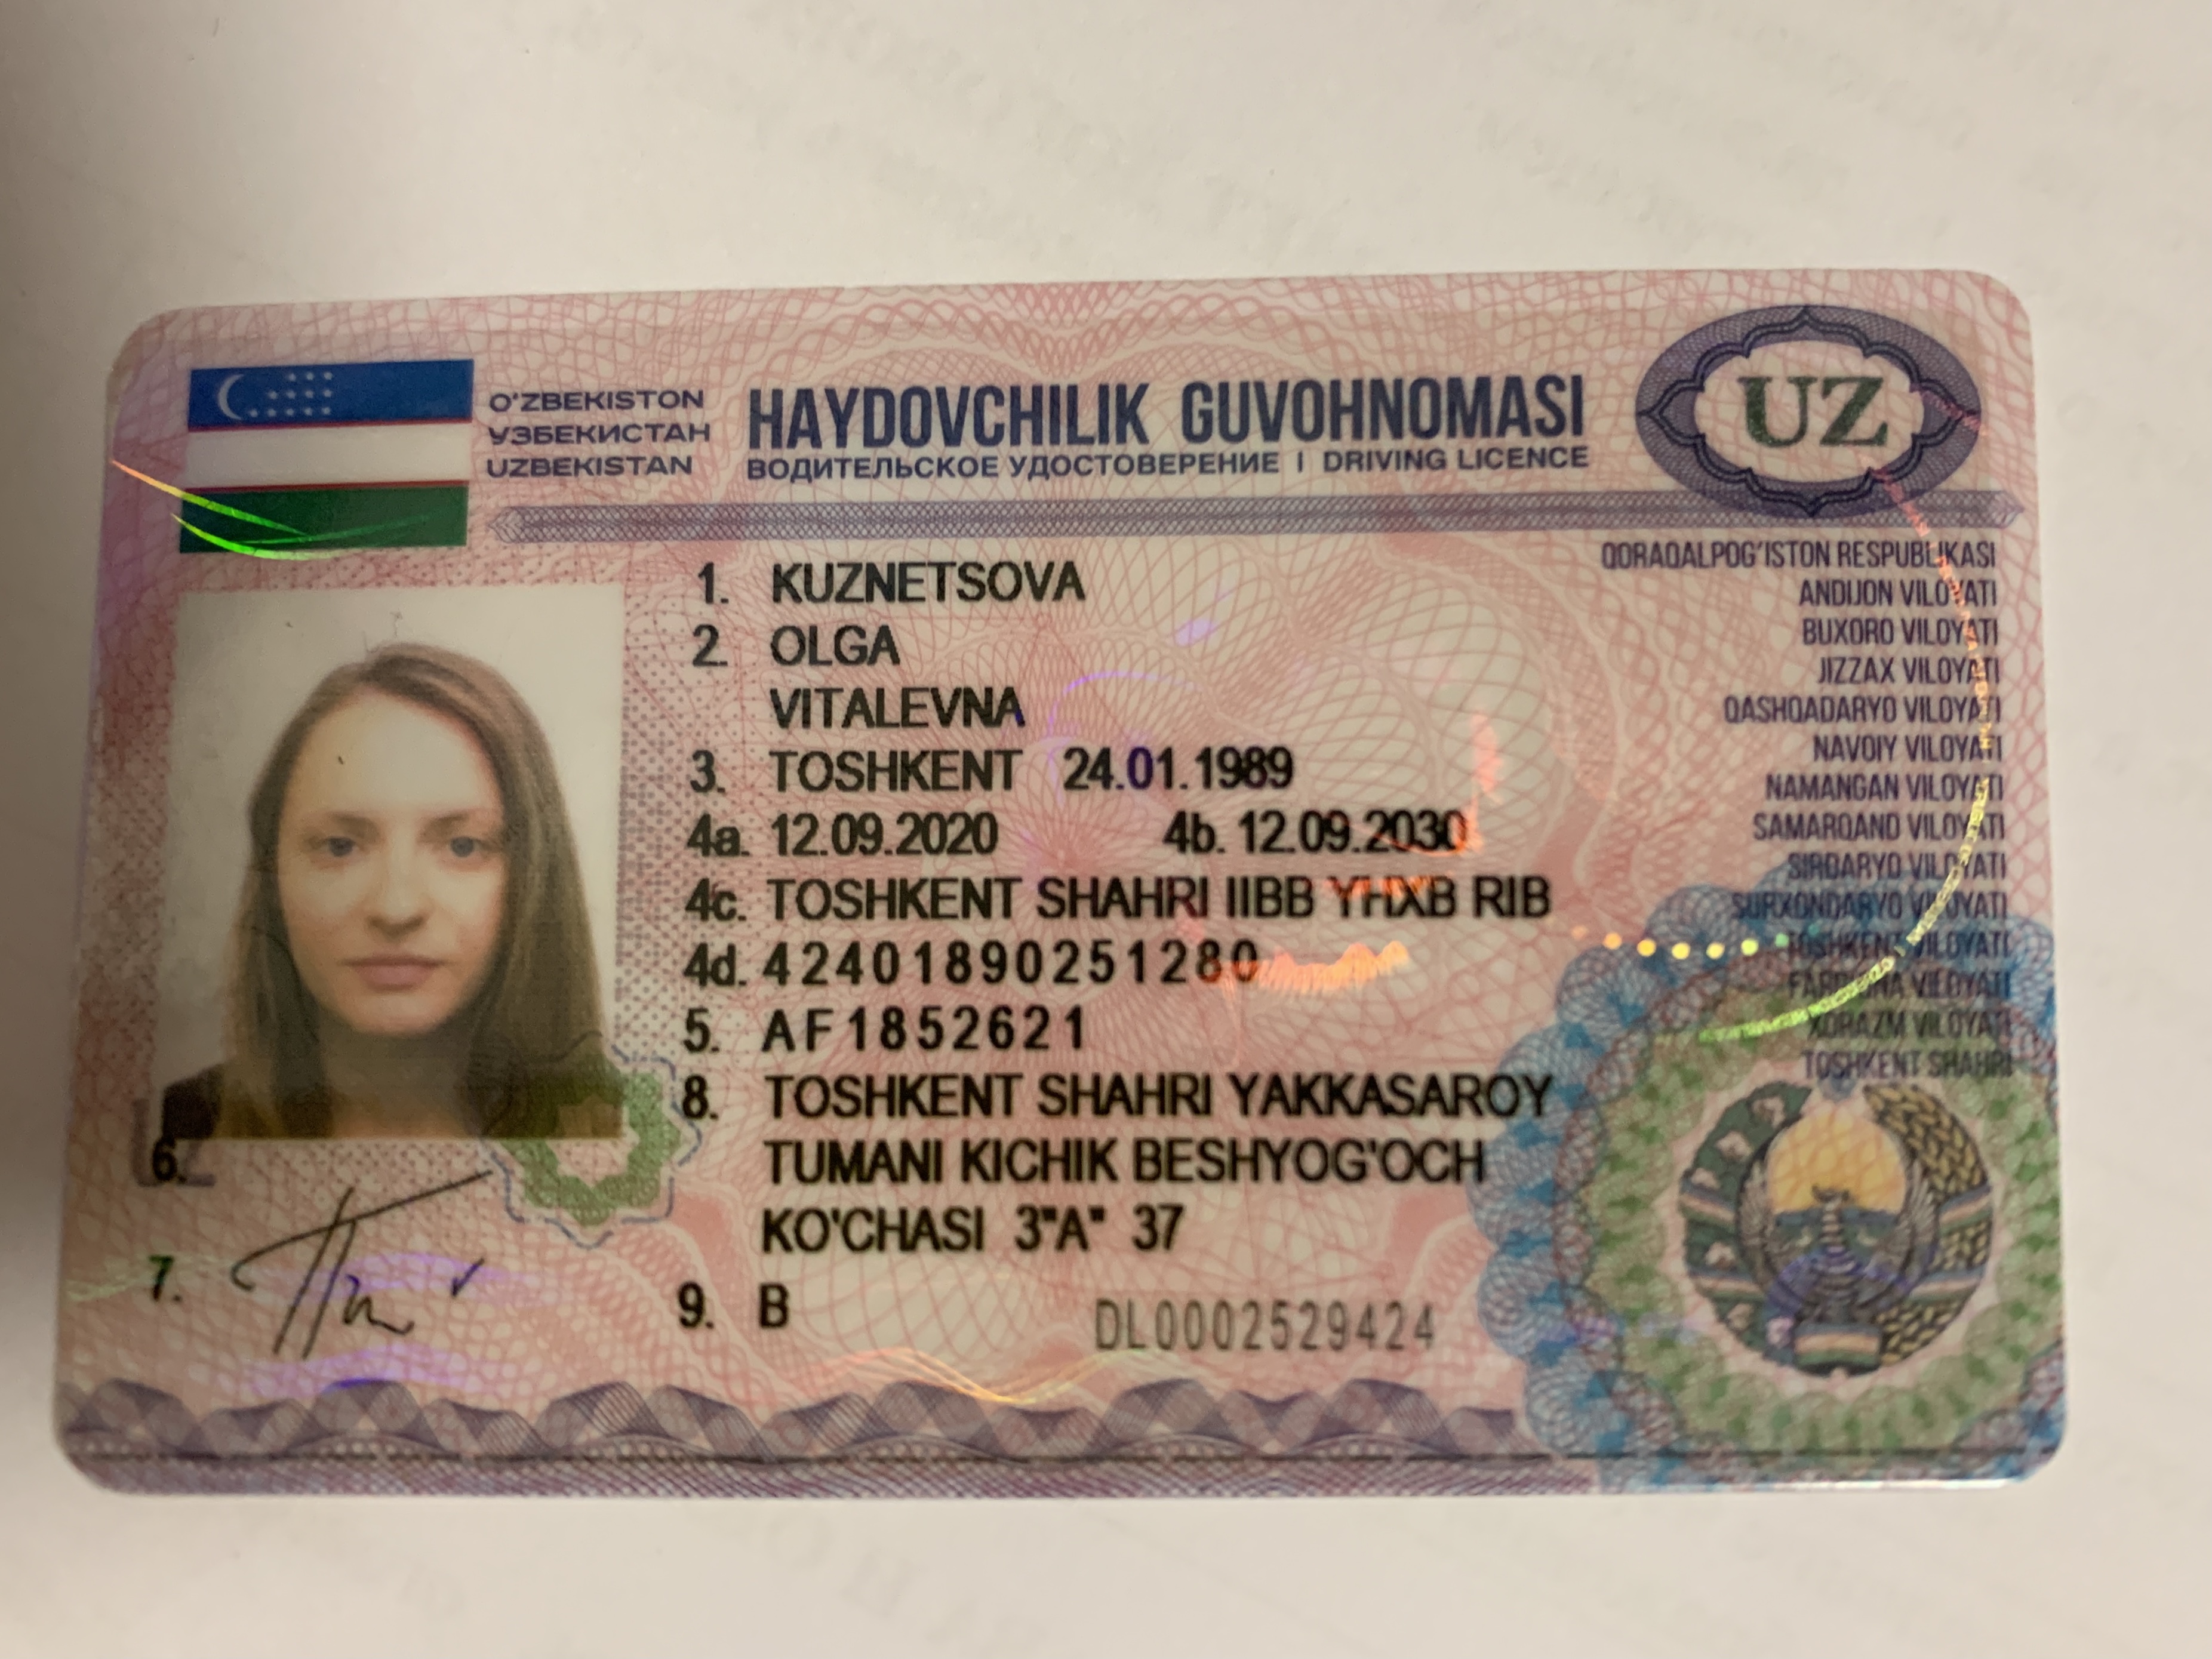 O'ZBEKISTON
УЗБЕКИСТАН
UZBEKISTAN
HAYDOVCHILIK GUVOHNOMASI
ВОДИТЕЛЬСКОЕ УДОСТОВЕРЕНИЕ | DRIVING LICENCE
UZ
1. KUZNETSOVA
2. OLGA
VITALEVNA
3. TOSHKENT 24.01.1989
4a. 12.09.2020 4b. 12.09.2030
4c. TOSHKENT SHAHRI IIBB YHXB RIB
4d. 42401890251280
5. AF1852621
8. TOSHKENT SHAHRI YAKKASAROY
TUMANI KICHIK BESHYOG'OCH
KO'CHASI 3"A" 37
6.
7.
9. B
DL0002529424
QORAQALPOG'ISTON RESPUBLIKASI
ANDIJON VILOYATI
BUXORO VILOYATI
JIZZAX VILOYATI
QASHQADARYO VILOYATI
NAVOIY VILOYATI
NAMANGAN VILOYATI
SAMARQAND VILOYATI
SIRDARYO VILOYATI
SURXONDARYO VILOYATI
TOSHKENT VILOYATI
FARG'ONA VILOYATI
XORAZM VILOYATI
TOSHKENT SHAHRI